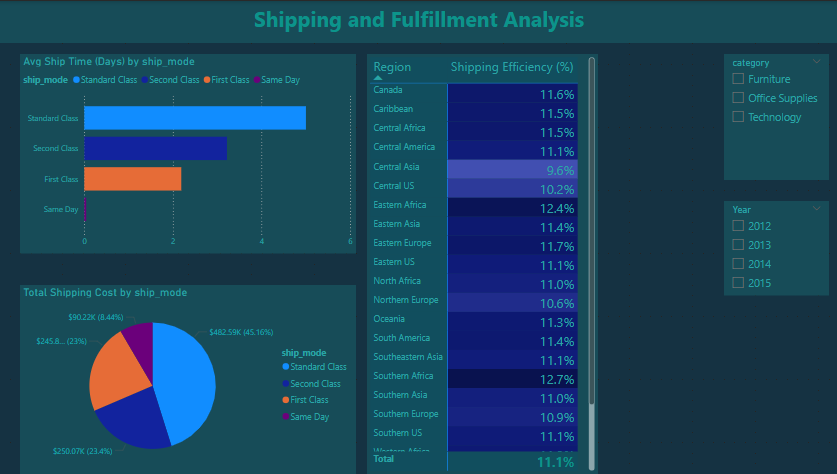 Shipping and Fulfillment Analysis
Avg Ship Time (Days) by ship_mode
ship_mode Standard Class Second Class First Class Same Day
Standard Class
Second Class
First Class
Same Day
0 2 4 6
Total Shipping Cost by ship_mode
$90.22K (8.44%)
$482.59K (45.16%)
$245.8... (23%)
$250.07K (23.4%)
ship_mode
Standard Class
Second Class
First Class
Same Day
Region Shipping Efficiency (%)
Canada 11.6%
Caribbean 11.5%
Central Africa 11.5%
Central America 11.1%
Central Asia 9.6%
Central US 10.2%
Eastern Africa 12.4%
Eastern Asia 11.4%
Eastern Europe 11.7%
Eastern US 11.1%
North Africa 11.0%
Northern Europe 10.6%
Oceania 11.3%
South America 11.4%
Southeastern Asia 11.1%
Southern Africa 12.7%
Southern Asia 11.0%
Southern Europe 10.9%
Southern US 11.1%
Western Africa
Total 11.1%
category
Furniture
Office Supplies
Technology
Year
2012
2013
2014
2015